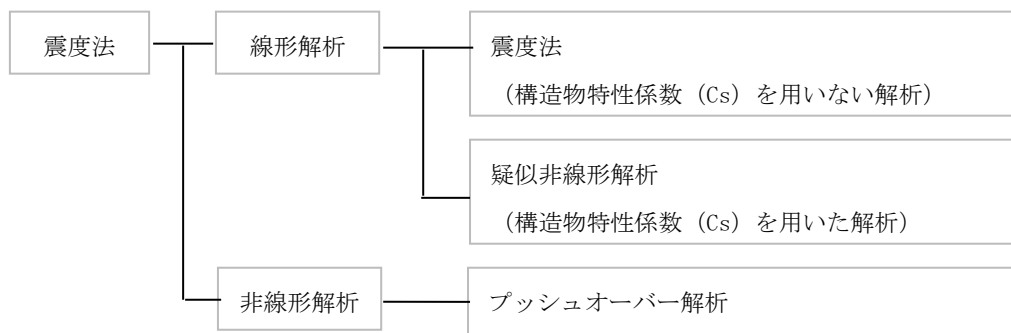 震度法
線形解析
震度法
（構造物特性係数（Cs）を用いない解析）
疑似非線形解析
（構造物特性係数（Cs）を用いた解析）
非線形解析
プッシュオーバー解析